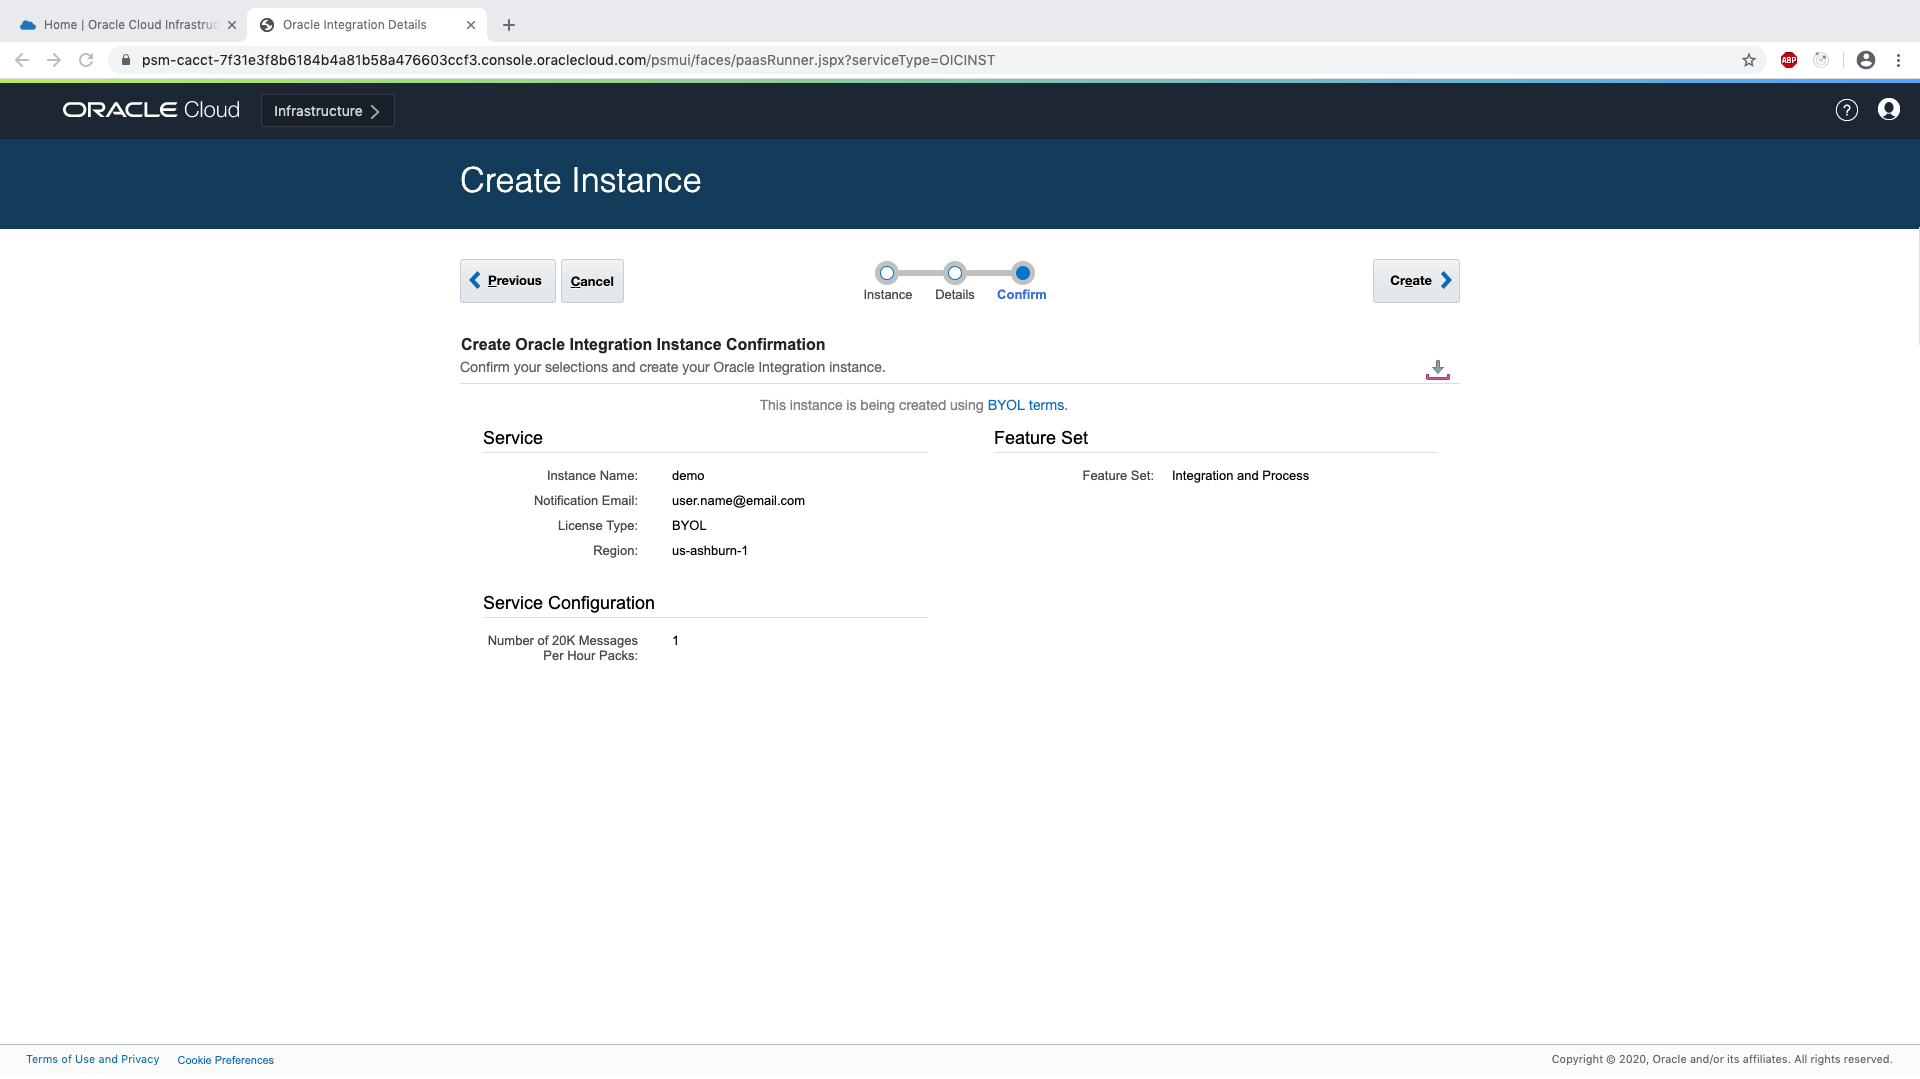 Home | Oracle Cloud Infrastruc
Oracle Integration Details
psm-cacct-7f31e3f8b6184b4a81b58a476603ccf3.console.oraclecloud.com/psmui/faces/paasRunner.jspx?serviceType=OICINST
ABP
ORACLE Cloud
Infrastructure
?
Create Instance
Previous
Cancel
Instance
Details
Confirm
Create
Create Oracle Integration Instance Confirmation
Confirm your selections and create your Oracle Integration instance.
This instance is being created using BYOL terms.
Service
Instance Name: demo
Notification Email: user.name@email.com
License Type: BYOL
Region: us-ashburn-1
Feature Set
Feature Set: Integration and Process
Service Configuration
Number of 20K Messages 1
Per Hour Packs:
Terms of Use and Privacy
Cookie Preferences
Copyright © 2020, Oracle and/or its affiliates. All rights reserved.